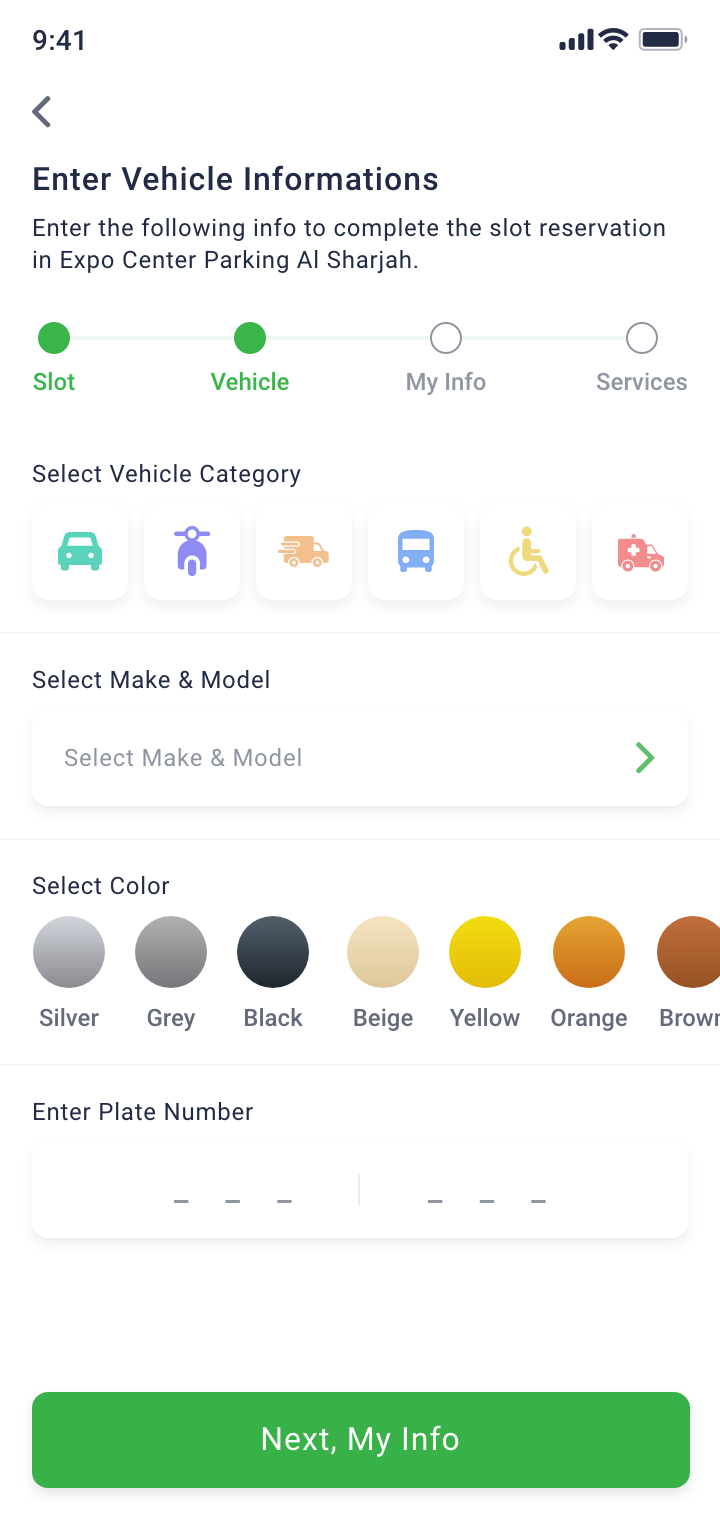 9:41
Enter Vehicle Informations
Enter the following info to complete the slot reservation
in Expo Center Parking Al Sharjah.
Slot Vehicle My Info Services
Select Vehicle Category
Select Make & Model
Select Make & Model
Select Color
Silver Grey Black Beige Yellow Orange Brown
Enter Plate Number
_ _ _ | _ _ _
Next, My Info